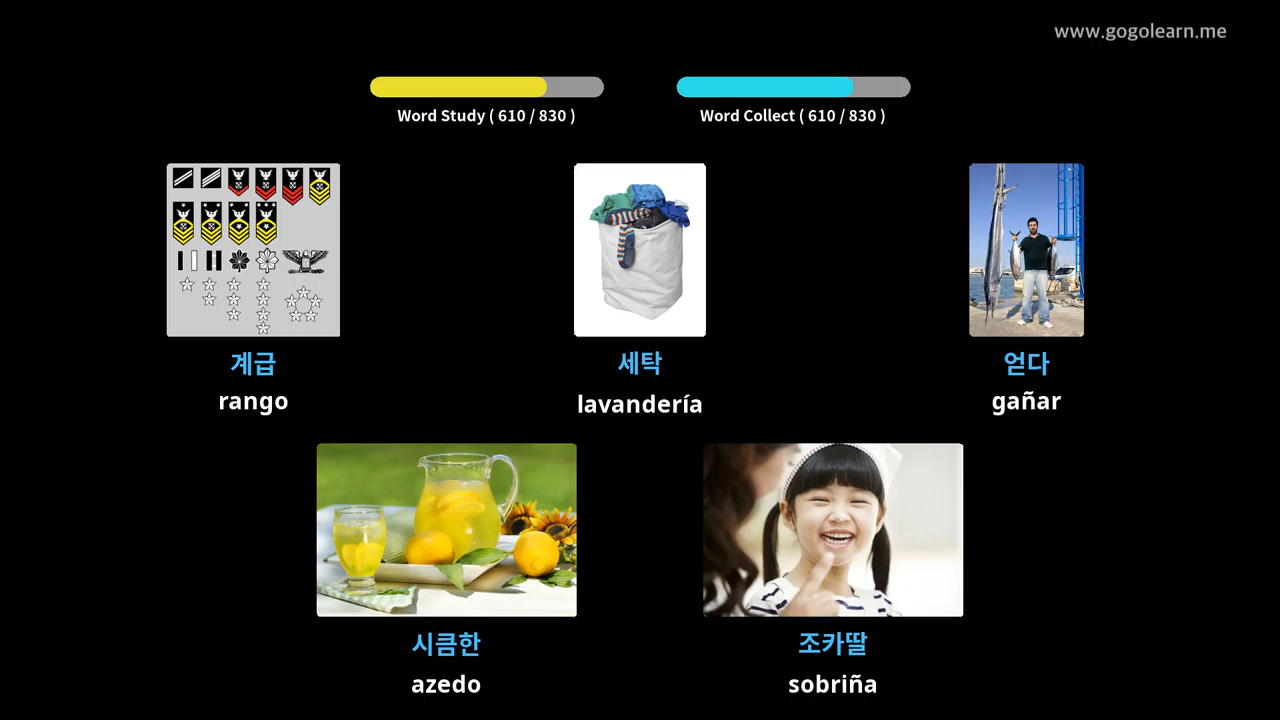 www.gogolearn.me
Word Study ( 610 / 830 )
Word Collect ( 610 / 830 )
계급
rango
세탁
lavandería
얻다
gañar
시큼한
azedo
조카딸
sobriña